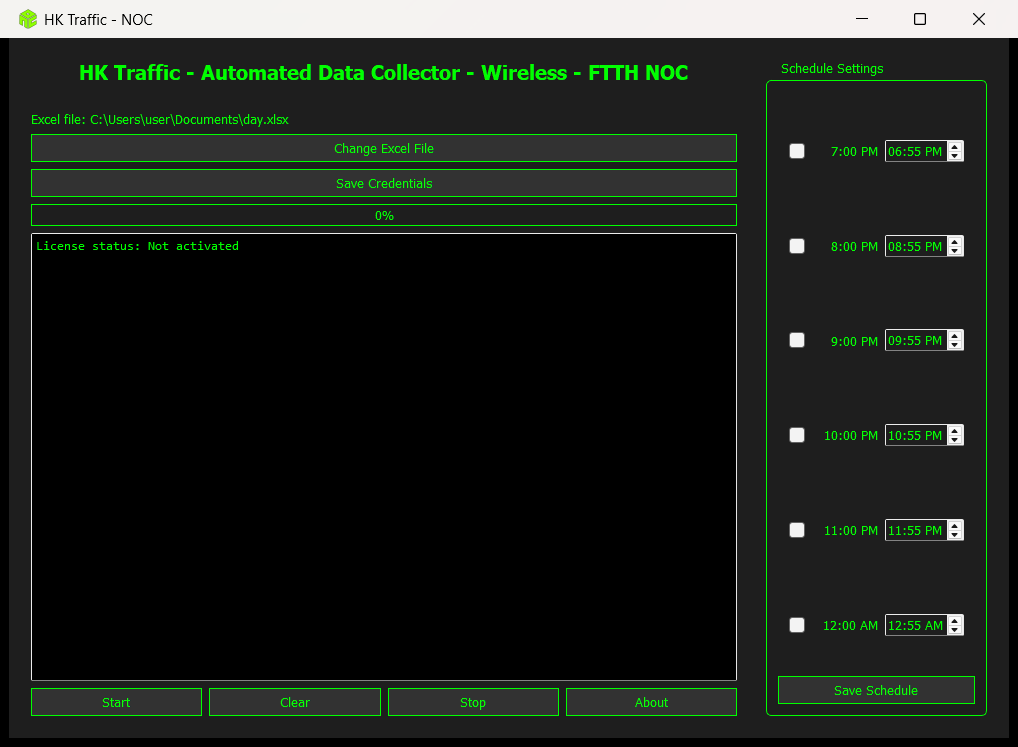 HK Traffic - NOC
HK Traffic - Automated Data Collector - Wireless - FTTH NOC
Excel file: C:\Users\user\Documents\day.xlsx
Change Excel File
Save Credentials
0%
License status: Not activated
Start
Clear
Stop
About
Schedule Settings
7:00 PM 06:55 PM
8:00 PM 08:55 PM
9:00 PM 09:55 PM
10:00 PM 10:55 PM
11:00 PM 11:55 PM
12:00 AM 12:55 AM
Save Schedule